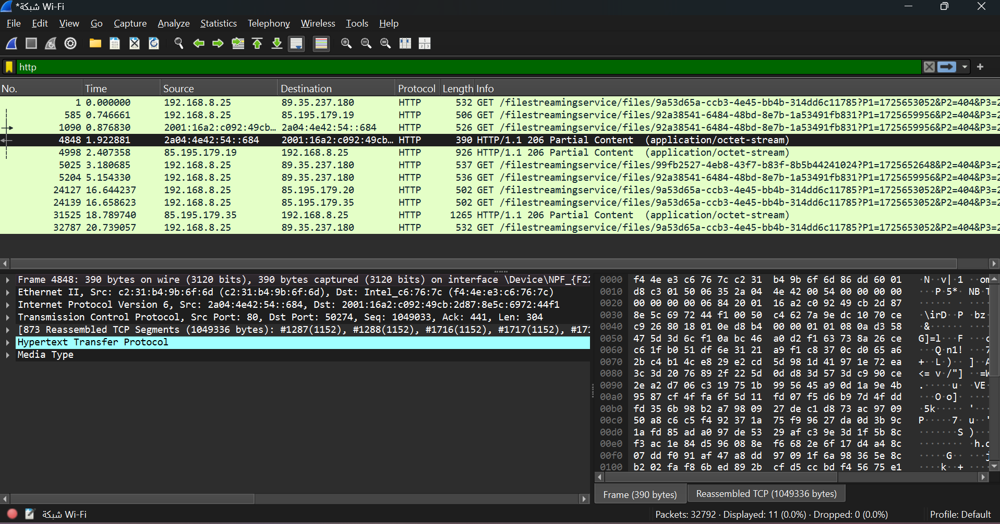 *شبكة Wi-Fi
File Edit View Go Capture Analyze Statistics Telephony Wireless Tools Help
http
No. Time Source Destination Protocol Length Info
1 0.000000 192.168.8.25 89.35.237.180 HTTP 532 GET /filestreamingservice/files/9a53d65a-ccb3-4e45-bb4b-314dd6c11785?P1=1725653052&P2=404&P3=2
585 0.746661 192.168.8.25 85.195.179.19 HTTP 506 GET /filestreamingservice/files/92a38541-6484-48bd-8e7b-1a53491fb831?P1=1725659956&P2=404&P3=2
1090 0.876830 2001:16a2:c092:49cb… 2a04:4e42:54::684 HTTP 526 GET /filestreamingservice/files/92a38541-6484-48bd-8e7b-1a53491fb831?P1=1725659956&P2=404&P3=2
4848 1.922881 2a04:4e42:54::684 2001:16a2:c092:49cb… HTTP 390 HTTP/1.1 206 Partial Content (application/octet-stream)
4998 2.407358 85.195.179.19 192.168.8.25 HTTP 926 HTTP/1.1 206 Partial Content (application/octet-stream)
5025 3.180685 192.168.8.25 89.35.237.180 HTTP 537 GET /filestreamingservice/files/99fb2527-4eb8-43f7-b83f-8b5b44241024?P1=1725652648&P2=404&P3=2
5204 5.154330 192.168.8.25 89.35.237.180 HTTP 536 GET /filestreamingservice/files/92a38541-6484-48bd-8e7b-1a53491fb831?P1=1725659956&P2=404&P3=2
24127 16.644237 192.168.8.25 85.195.179.20 HTTP 502 GET /filestreamingservice/files/9a53d65a-ccb3-4e45-bb4b-314dd6c11785?P1=1725653052&P2=404&P3=2
24139 16.658623 192.168.8.25 85.195.179.35 HTTP 502 GET /filestreamingservice/files/9a53d65a-ccb3-4e45-bb4b-314dd6c11785?P1=1725653052&P2=404&P3=2
31525 18.789740 85.195.179.35 192.168.8.25 HTTP 1265 HTTP/1.1 206 Partial Content (application/octet-stream)
32787 20.739057 192.168.8.25 89.35.237.180 HTTP 532 GET /filestreamingservice/files/9a53d65a-ccb3-4e45-bb4b-314dd6c11785?P1=1725653052&P2=404&P3=2
Frame 4848: 390 bytes on wire (3120 bits), 390 bytes captured (3120 bits) on interface \Device\NPF_{F22
Ethernet II, Src: c2:31:b4:9b:6f:6d (c2:31:b4:9b:6f:6d), Dst: Intel_c6:76:7c (f4:4e:e3:c6:76:7c)
Internet Protocol Version 6, Src: 2a04:4e42:54::684, Dst: 2001:16a2:c092:49cb:2d87:8e5c:6972:44f1
Transmission Control Protocol, Src Port: 80, Dst Port: 50274, Seq: 1049033, Ack: 441, Len: 304
[873 Reassembled TCP Segments (1049336 bytes): #1287(1152), #1288(1152), #1716(1152), #1717(1152), #171
Hypertext Transfer Protocol
Media Type
0000 f4 4e e3 c6 76 7c c2 31 b4 9b 6f 6d 86 dd 60 01 ·N··v|·1 ··om
0010 d8 c3 01 50 06 35 2a 04 4e 42 00 54 00 00 00 00 ···P·5*· NB·T
0020 00 00 00 00 06 84 20 01 16 a2 c0 92 49 cb 2d 87 ······ · ····
0030 8e 5c 69 72 44 f1 00 50 c4 62 7a 9e dc 10 70 ce ·\irD··P ·bz·
0040 c9 26 80 18 01 0e d8 b4 00 00 01 01 08 0a d3 58 ·&······ ····
0050 47 5d 3d 6c f1 0a bc 46 a0 d2 f1 63 73 8a 26 ce G]=l···F ···c
0060 c6 1f b0 51 df 6e 31 21 a9 f1 c8 37 0c d0 65 a6 ···Q·n1! ···7
0070 2b c4 b1 4c e8 29 e2 cd 5d 98 1d 41 97 1e 72 ea +··L·)·· ]··A
0080 3c 3d 20 76 89 2f 22 5d 0d d8 3d 57 3d c9 90 ce <= v·/"] ··=W
0090 2e a2 d7 06 c3 19 75 1b 99 56 45 a9 0d 1a 9e 4b .·····u· ·VE·
00a0 95 87 cf 4f fa 6f 5d 11 fd 07 f5 d6 b9 7d 4f dd ···O·o]· ····
00b0 fd 35 6b 98 b2 a7 98 09 27 de c1 d8 73 ac 97 09 ·5k····· '···
00c0 50 a8 c6 c5 f4 92 37 1a 75 f9 96 27 da 0d 3b 9c P·····7· u··'
00d0 1a fd 85 ad a0 97 de 53 29 af c3 9e 3d 1f 5b 8c ·······S )···
00e0 f3 ac 1e 84 d5 96 08 8e f6 68 2e 6f 17 d4 a4 8c ········ ·h.o
00f0 07 dd f0 91 af 47 a8 dd 97 09 1f 6a 98 36 5e 8c ·····G·· ···j
0100 b2 02 fa f8 6b ed 89 2b cf d5 cc bd f4 56 75 e1 ····k··+ ····
Frame (390 bytes) Reassembled TCP (1049336 bytes)
شبكة Wi-Fi Packets: 32792 · Displayed: 11 (0.0%) · Dropped: 0 (0.0%) Profile: Default